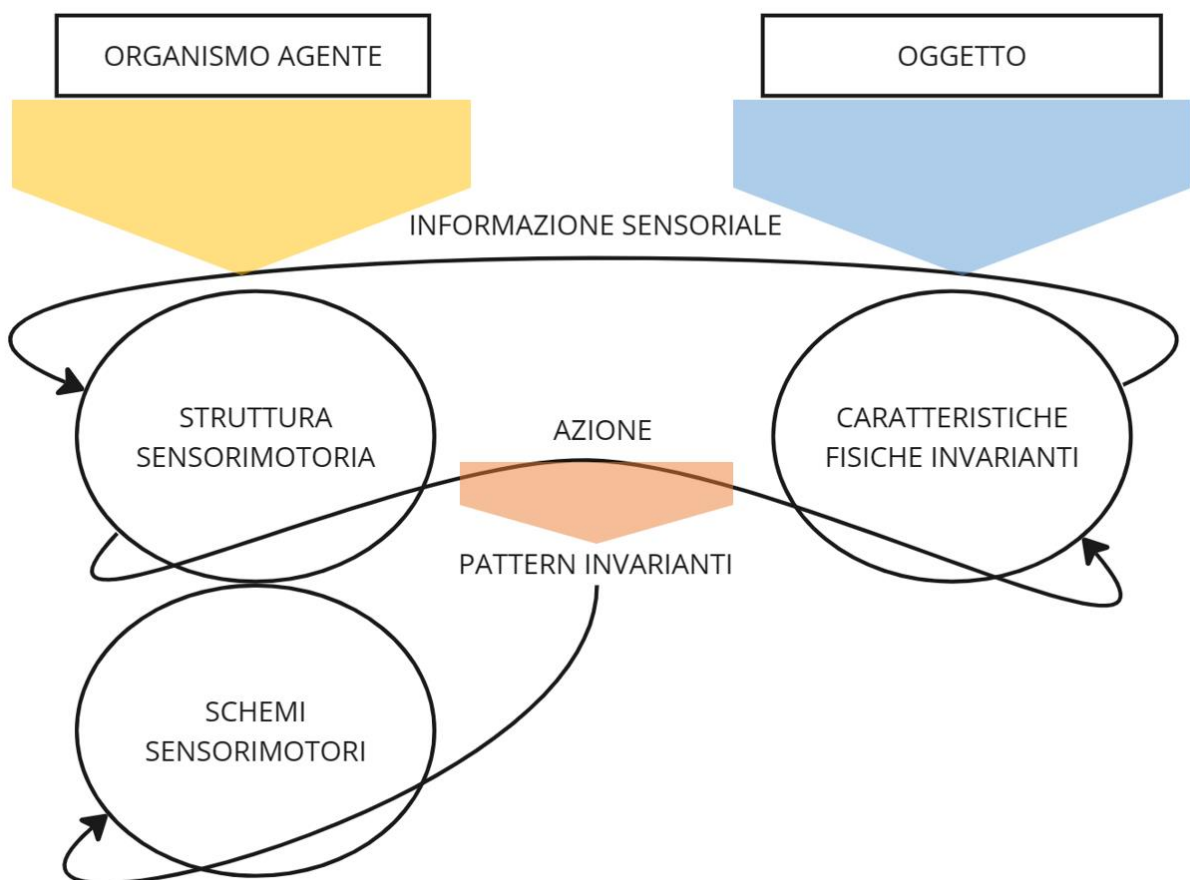 ORGANISMO AGENTE
OGGETTO
INFORMAZIONE SENSORIALE
STRUTTURA
SENSORIMOTORIA
AZIONE
CARATTERISTICHE
FISICHE INVARIANTI
PATTERN INVARIANTI
SCHEMI
SENSORIMOTORI